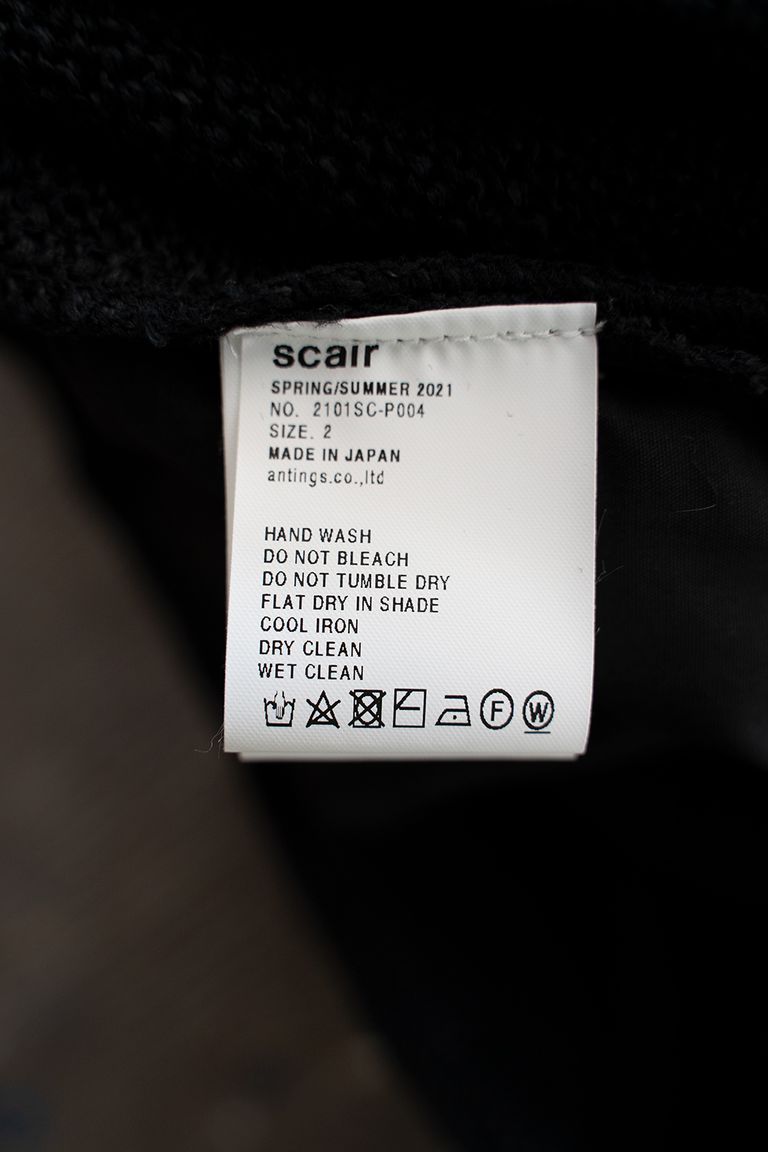 scair
SPRING/SUMMER 2021
NO. 2101SC-P004
SIZE. 2
MADE IN JAPAN
antings.co.,ltd
HAND WASH
DO NOT BLEACH
DO NOT TUMBLE DRY
FLAT DRY IN SHADE
COOL IRON
DRY CLEAN
WET CLEAN
F W